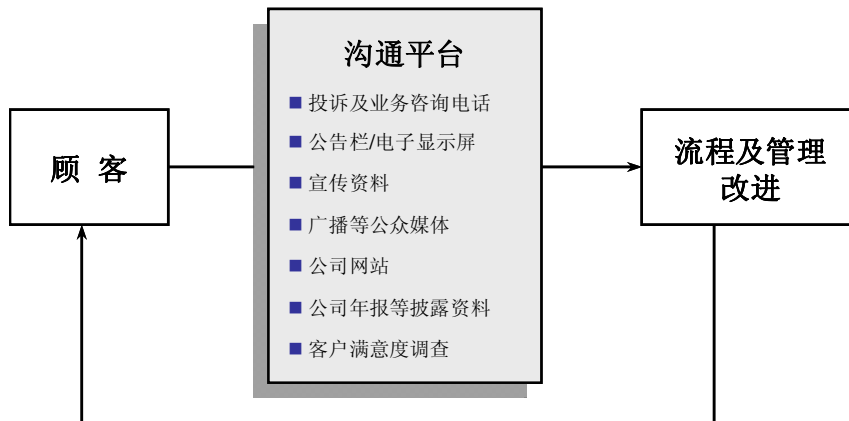 沟通平台
投诉及业务咨询电话
公告栏/电子显示屏
宣传资料
广播等公众媒体
公司网站
公司年报等披露资料
客户满意度调查
顾 客
流程及管理
改进